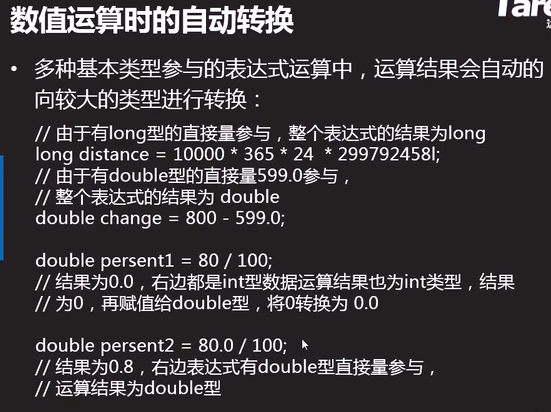 数值运算时的自动转换
• 多种基本类型参与的表达式运算中，运算结果会自动的
向较大的类型进行转换：
// 由于有long型的直接量参与，整个表达式的结果为long
long distance = 10000 * 365 * 24 * 299792458l;
// 由于有double型的直接量599.0参与，
// 整个表达式的结果为 double
double change = 800 - 599.0;
double persent1 = 80 / 100;
// 结果为0.0，右边都是int型数据运算结果也为int类型，结果
// 为0，再赋值给double型，将0转换为 0.0
double persent2 = 80.0 / 100;
// 结果为0.8，右边表达式有double型直接量参与，
// 运算结果为double型